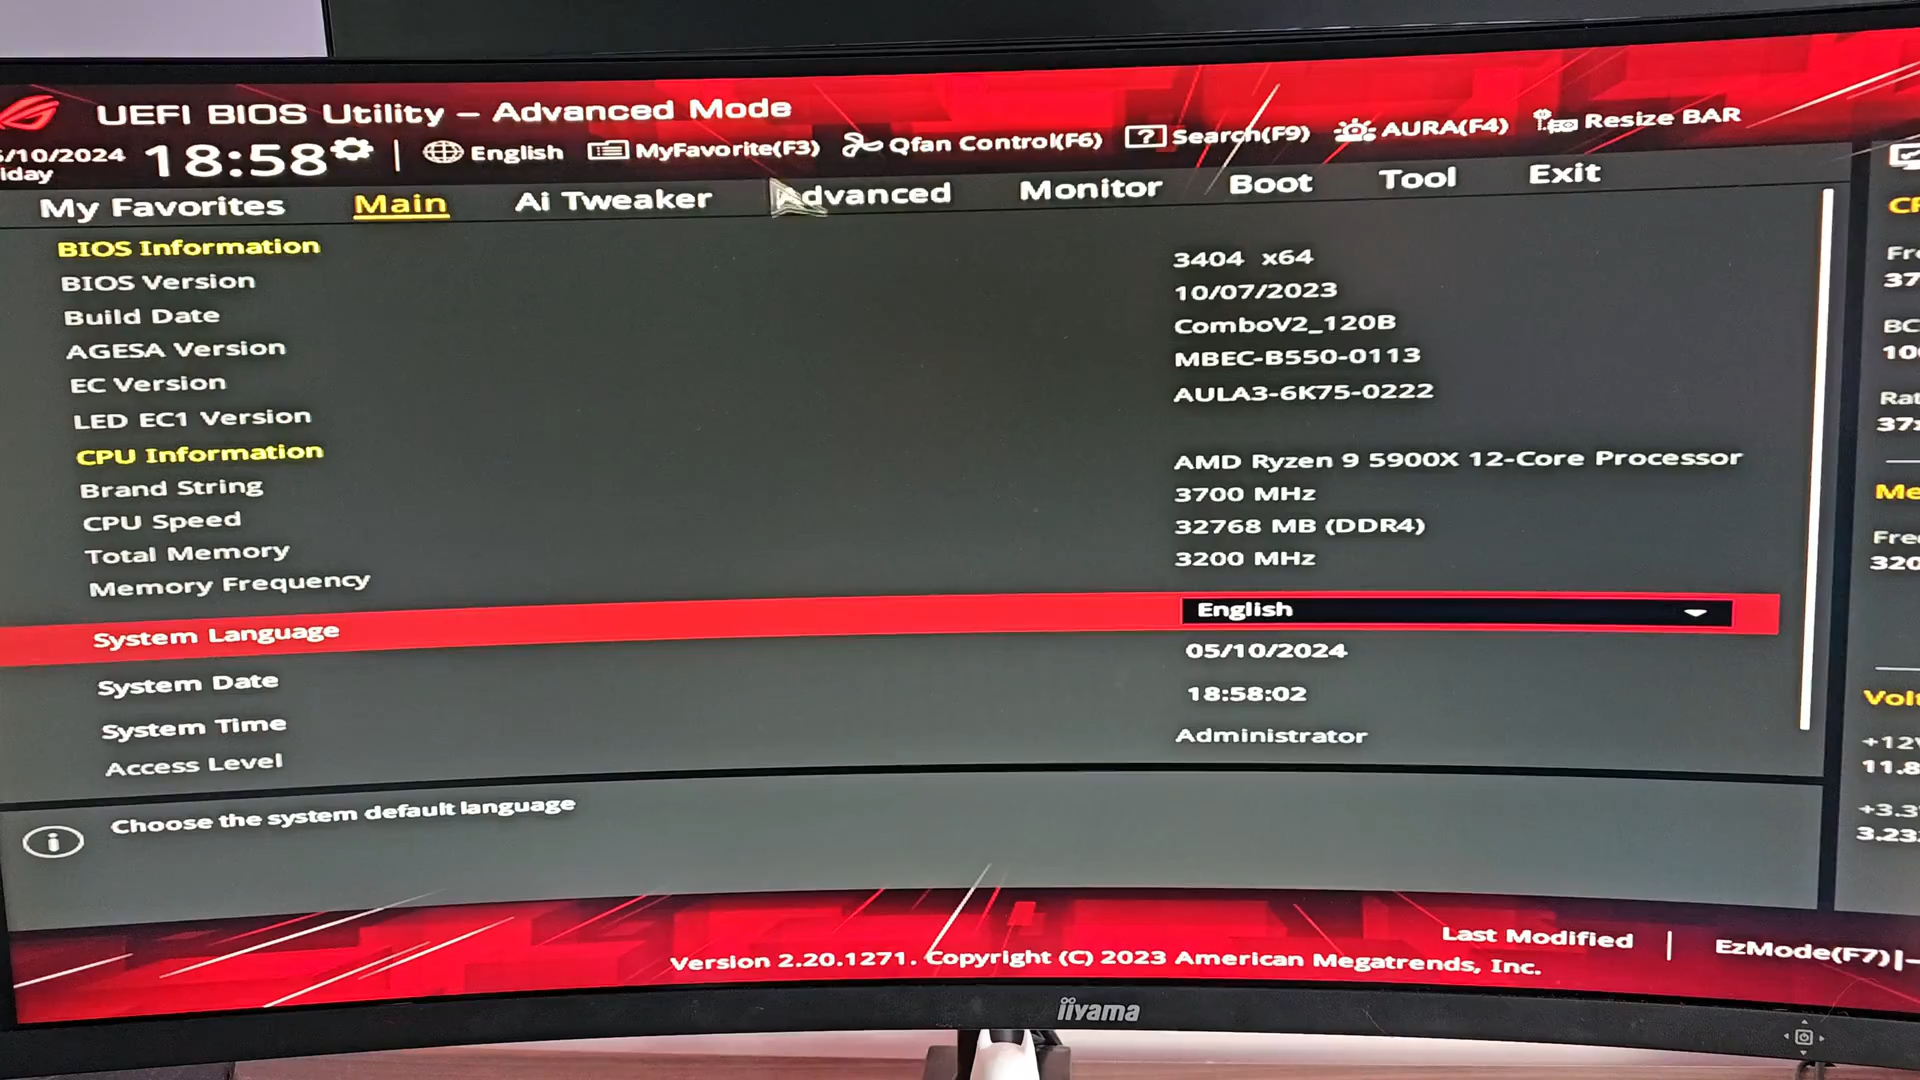 UEFI BIOS Utility – Advanced Mode
/10/2024
18:58
English
MyFavorite(F3)
Qfan Control(F6)
Search(F9)
AURA(F4)
Resize BAR
My Favorites
Main
Ai Tweaker
Advanced
Monitor
Boot
Tool
Exit
BIOS Information
BIOS Version
3404 x64
Build Date
10/07/2023
AGESA Version
ComboV2_120B
EC Version
MBEC-B550-0113
LED EC1 Version
AULA3-6K75-0222
CPU Information
Brand String
AMD Ryzen 9 5900X 12-Core Processor
CPU Speed
3700 MHz
Total Memory
32768 MB (DDR4)
Memory Frequency
3200 MHz
System Language
English
System Date
05/10/2024
System Time
18:58:02
Access Level
Administrator
Choose the system default language
Last Modified
EzMode(F7)
Version 2.20.1271. Copyright (C) 2023 American Megatrends, Inc.
iiyama